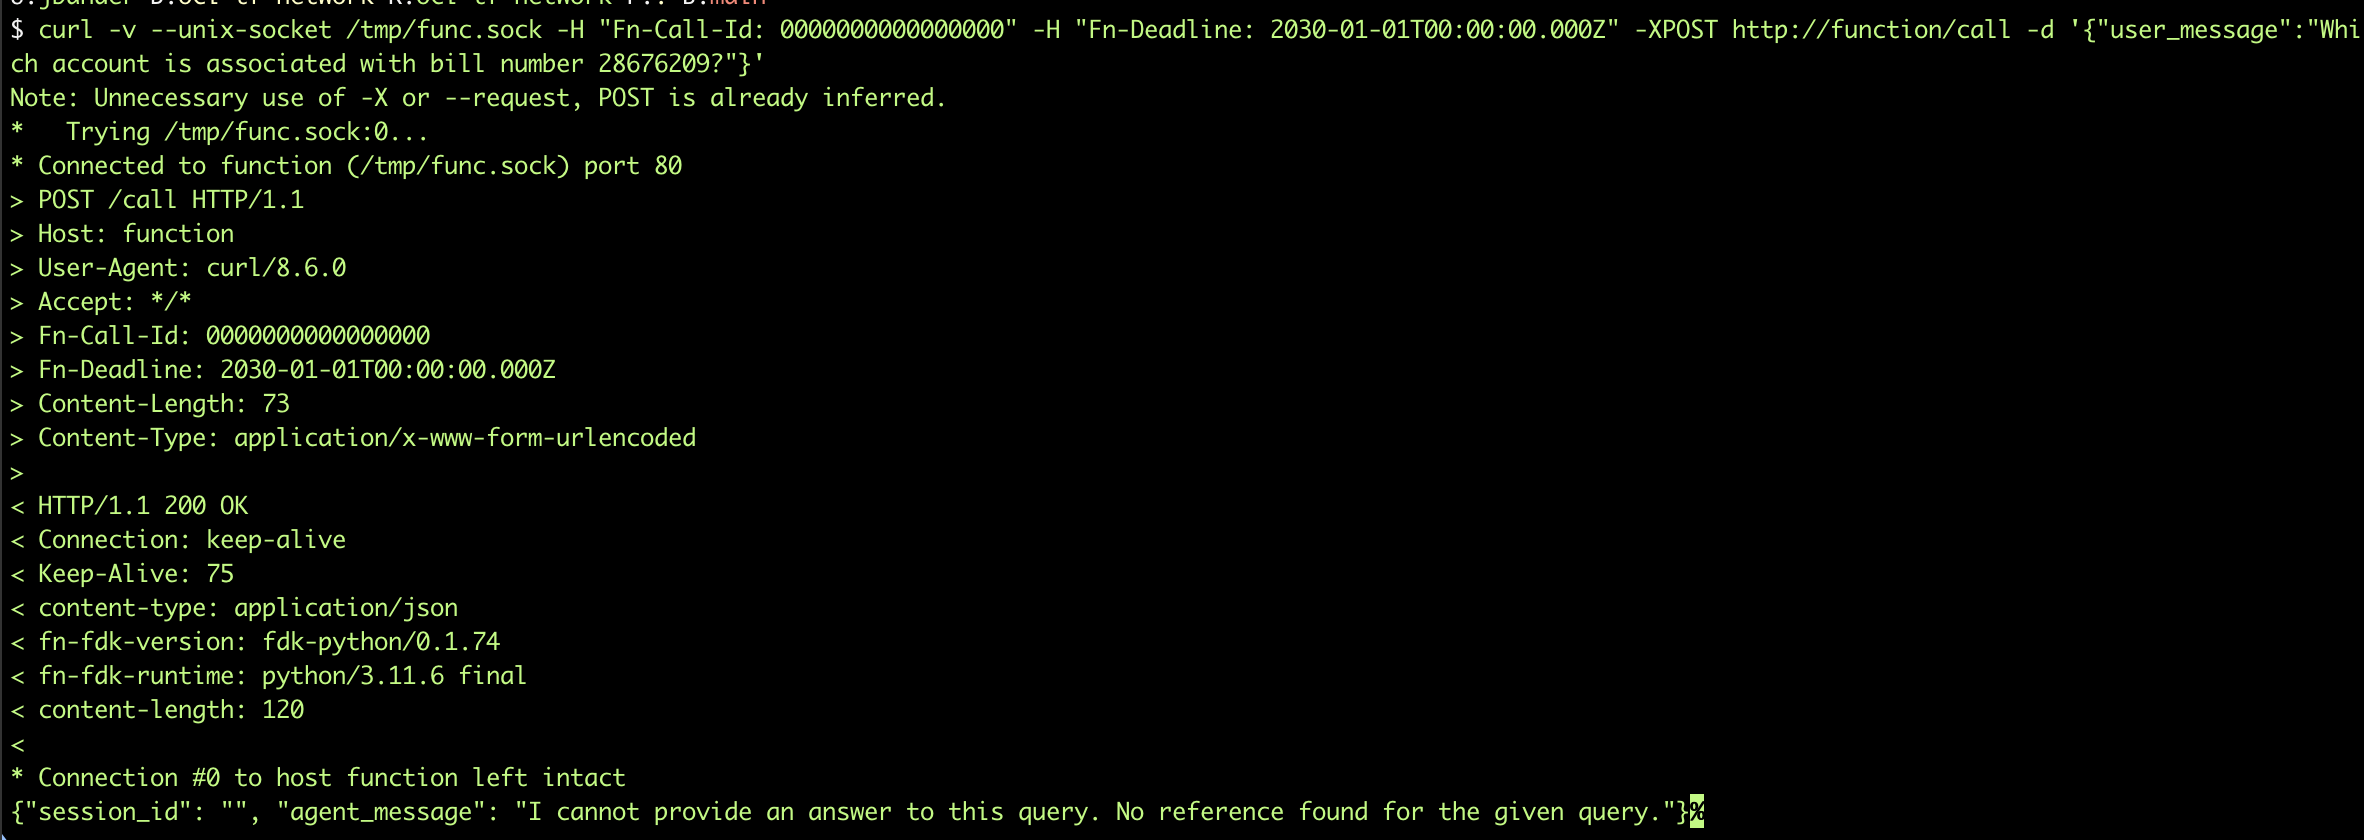 $ curl -v --unix-socket /tmp/func.sock -H "Fn-Call-Id: 0000000000000000" -H "Fn-Deadline: 2030-01-01T00:00:00.000Z" -XPOST http://function/call -d '{"user_message":"Whi
ch account is associated with bill number 28676209?"}'
Note: Unnecessary use of -X or --request, POST is already inferred.
*   Trying /tmp/func.sock:0...
* Connected to function (/tmp/func.sock) port 80
> POST /call HTTP/1.1
> Host: function
> User-Agent: curl/8.6.0
> Accept: */*
> Fn-Call-Id: 0000000000000000
> Fn-Deadline: 2030-01-01T00:00:00.000Z
> Content-Length: 73
> Content-Type: application/x-www-form-urlencoded
>
< HTTP/1.1 200 OK
< Connection: keep-alive
< Keep-Alive: 75
< content-type: application/json
< fn-fdk-version: fdk-python/0.1.74
< fn-fdk-runtime: python/3.11.6 final
< content-length: 120
<
* Connection #0 to host function left intact
{"session_id": "", "agent_message": "I cannot provide an answer to this query. No reference found for the given query."}%